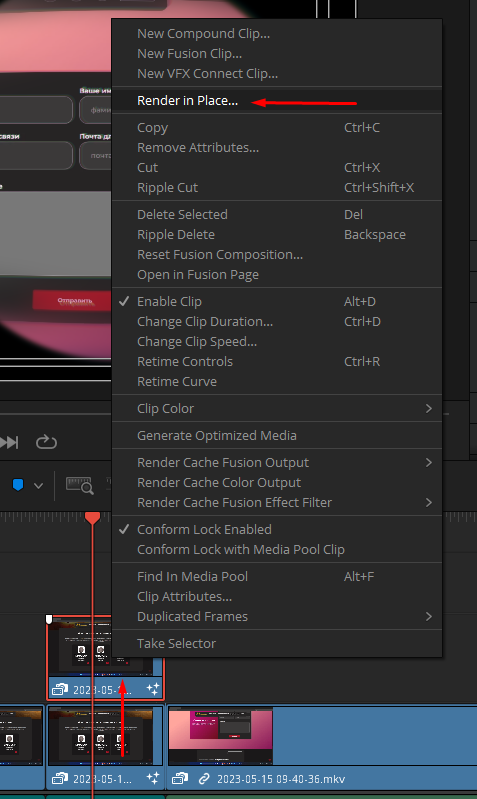 New Compound Clip...
New Fusion Clip...
New VFX Connect Clip...
Render in Place...
Copy Ctrl+C
Remove Attributes...
Cut Ctrl+X
Ripple Cut Ctrl+Shift+X
Delete Selected Del
Ripple Delete Backspace
Reset Fusion Composition...
Open in Fusion Page
Enable Clip Alt+D
Change Clip Duration... Ctrl+D
Change Clip Speed...
Retime Controls Ctrl+R
Retime Curve
Clip Color
Generate Optimized Media
Render Cache Fusion Output
Render Cache Color Output
Render Cache Fusion Effect Filter
Conform Lock Enabled
Conform Lock with Media Pool Clip
Find In Media Pool Alt+F
Clip Attributes...
Duplicated Frames
Take Selector
Ваше им
фами
связи
Почта дл
почто
Отправить
2023-05-1...
2023-05-1...
2023-05-15 09-40-36.mkv